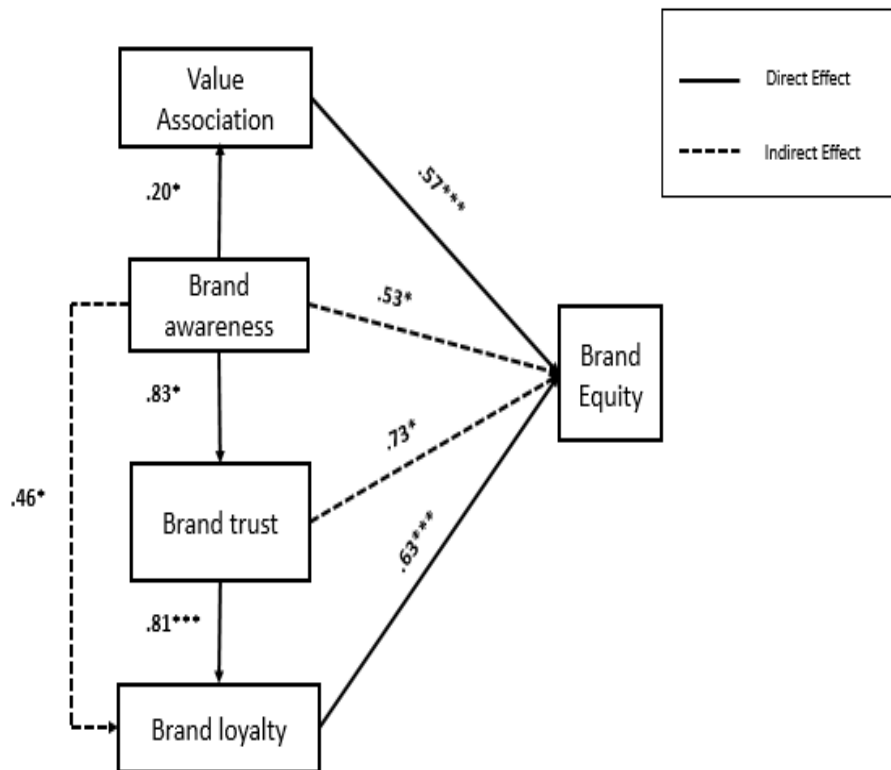 Value
Association
Direct Effect
Indirect Effect
.20*
.57***
Brand
awareness
.53*
Brand
Equity
.83*
.73*
.46*
Brand trust
.63***
.81***
Brand loyalty